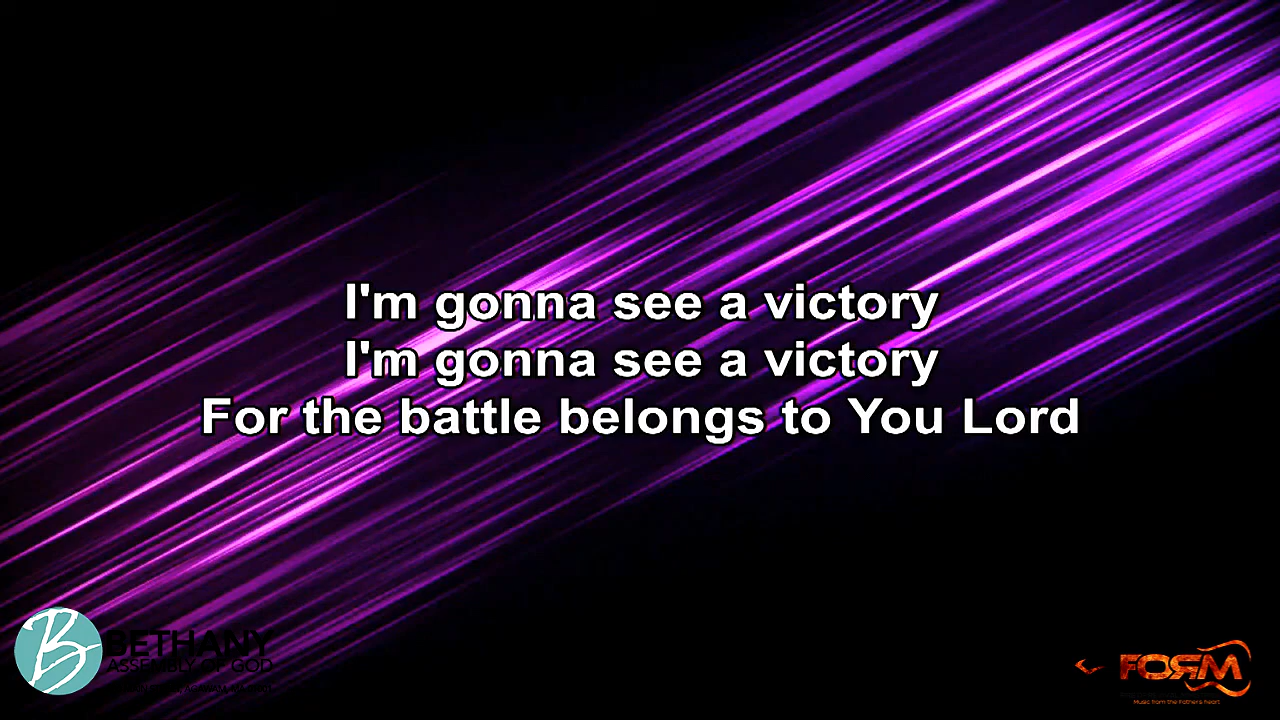 I'm gonna see a victory
I'm gonna see a victory
For the battle belongs to You Lord
B
BETHANY
ASSEMBLY OF GOD
FORM
Music from the Father's heart